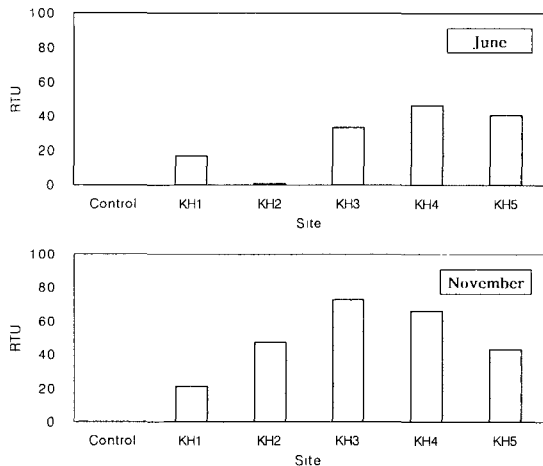 100
June
80
60
RTU
40
20
0
Control KH1 KH2 KH3 KH4 KH5
Site
100
November
80
60
RTU
40
20
0
Control KH1 KH2 KH3 KH4 KH5
Site